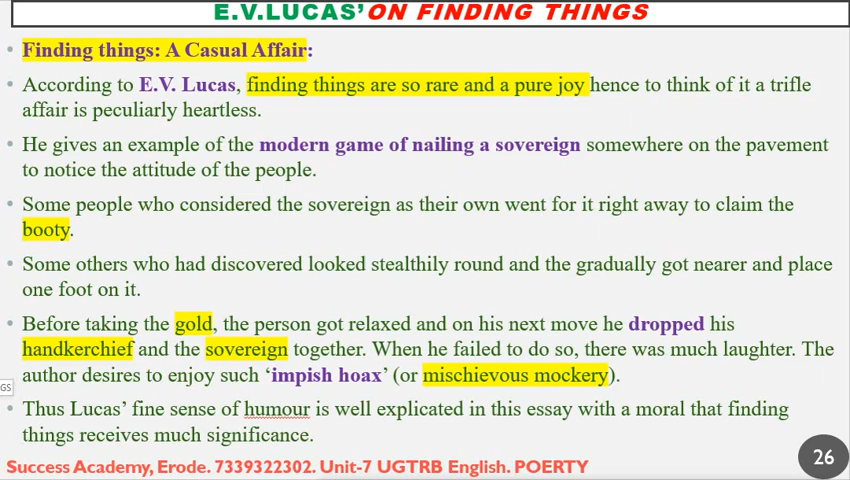 E.V.LUCAS’ ON FINDING THINGS
• Finding things: A Casual Affair:
• According to E.V. Lucas, finding things are so rare and a pure joy hence to think of it a trifle
affair is peculiarly heartless.
• He gives an example of the modern game of nailing a sovereign somewhere on the pavement
to notice the attitude of the people.
• Some people who considered the sovereign as their own went for it right away to claim the
booty.
• Some others who had discovered looked stealthily round and the gradually got nearer and place
one foot on it.
• Before taking the gold, the person got relaxed and on his next move he dropped his
handkerchief and the sovereign together. When he failed to do so, there was much laughter. The
author desires to enjoy such ‘impish hoax’ (or mischievous mockery).
GS
• Thus Lucas’ fine sense of humour is well explicated in this essay with a moral that finding
things receives much significance.
Success Academy, Erode. 7339322302. Unit-7 UGTRB English. POERTY
26